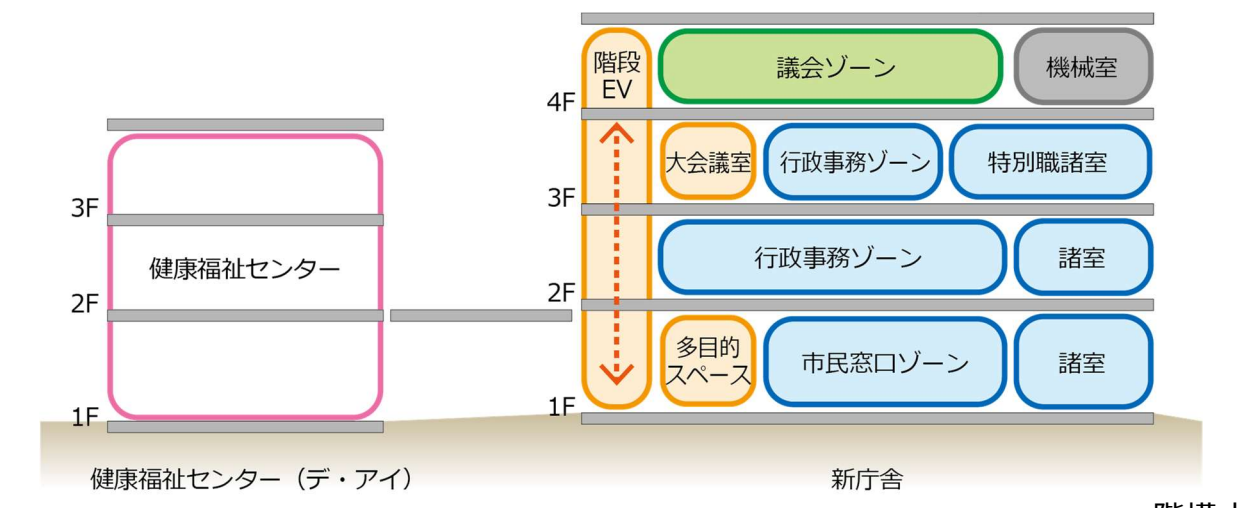 階段
EV
議会ゾーン
機械室
4F
大会議室
行政事務ゾーン
特別職諸室
3F
3F
健康福祉センター
行政事務ゾーン
諸室
2F
2F
多目的
スペース
市民窓口ゾーン
諸室
1F
1F
健康福祉センター（デ・アイ）
新庁舎